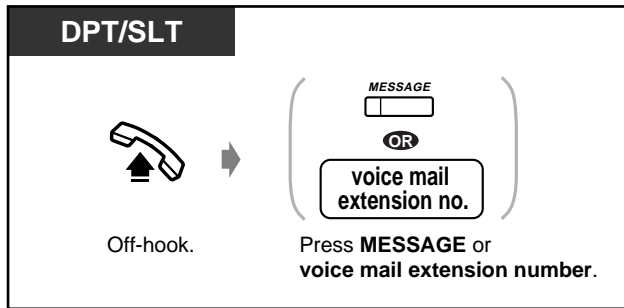 DPT/SLT
MESSAGE
OR
voice mail
extension no.
Off-hook.
Press MESSAGE or
voice mail extension number.